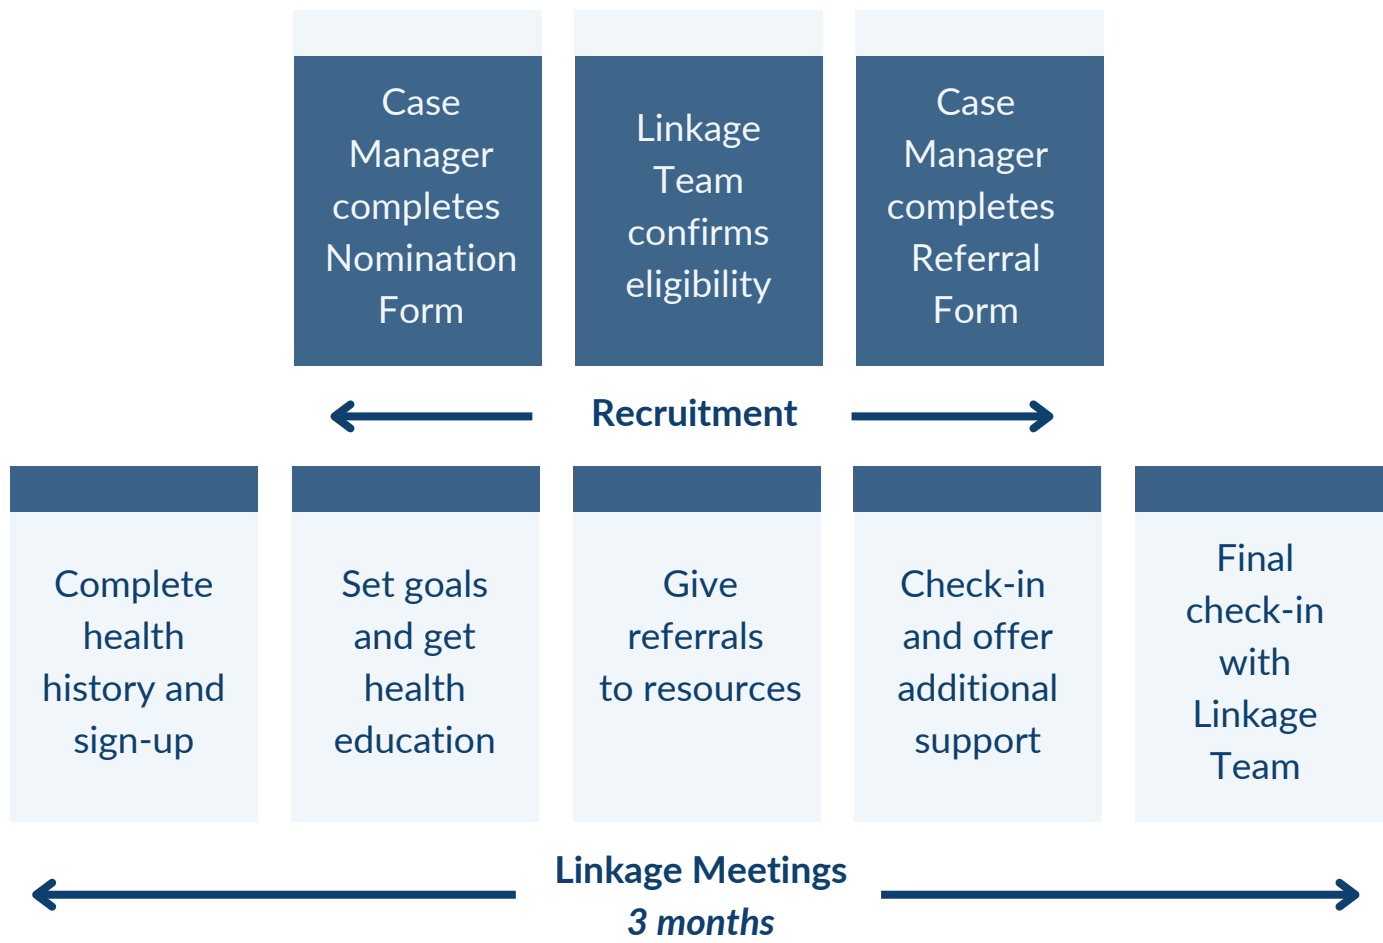 Case
Manager
completes
Nomination
Form
Linkage
Team
confirms
eligibility
Case
Manager
completes
Referral
Form
Recruitment
Complete
health
history and
sign-up
Set goals
and get
health
education
Give
referrals
to resources
Check-in
and offer
additional
support
Final
check-in
with
Linkage
Team
Linkage Meetings
3 months